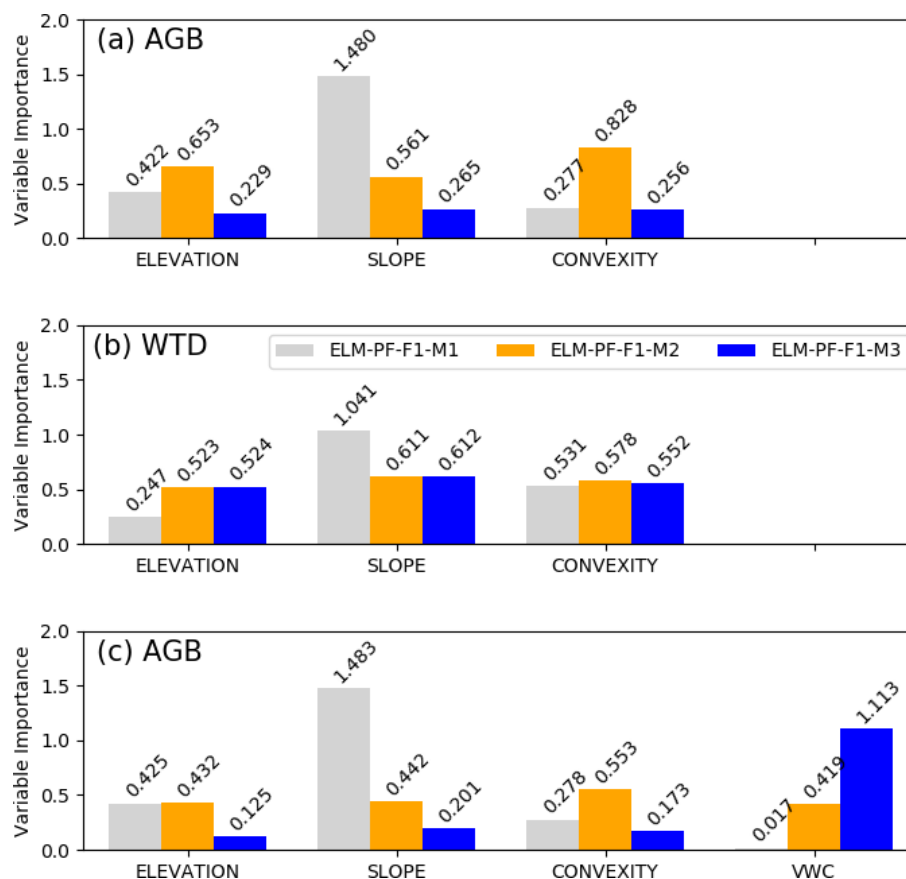 (a) AGB
Variable Importance
2.0
1.5
1.0
0.5
0.0
0.422
0.653
0.229
1.480
0.561
0.265
0.277
0.828
0.256
ELEVATION
SLOPE
CONVEXITY
(b) WTD
ELM-PF-F1-M1
ELM-PF-F1-M2
ELM-PF-F1-M3
Variable Importance
2.0
1.5
1.0
0.5
0.0
0.247
0.523
0.524
1.041
0.611
0.612
0.531
0.578
0.552
ELEVATION
SLOPE
CONVEXITY
(c) AGB
Variable Importance
2.0
1.5
1.0
0.5
0.0
0.425
0.432
0.125
1.483
0.442
0.201
0.278
0.553
0.173
0.017
0.419
1.113
ELEVATION
SLOPE
CONVEXITY
VWC